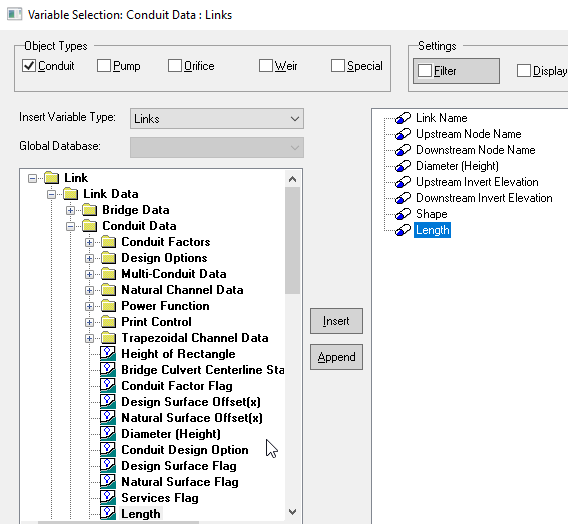 Variable Selection: Conduit Data : Links
Object Types
Conduit Pump Orifice Weir Special
Settings
Filter Display
Insert Variable Type: Links
Global Database:
Link
Link Data
Bridge Data
Conduit Data
Conduit Factors
Design Options
Multi-Conduit Data
Natural Channel Data
Power Function
Print Control
Trapezoidal Channel Data
Height of Rectangle
Bridge Culvert Centerline Sta
Conduit Factor Flag
Design Surface Offset(x)
Natural Surface Offset(x)
Diameter (Height)
Conduit Design Option
Design Surface Flag
Natural Surface Flag
Services Flag
Length
Insert
Append
Link Name
Upstream Node Name
Downstream Node Name
Diameter (Height)
Upstream Invert Elevation
Downstream Invert Elevation
Shape
Length